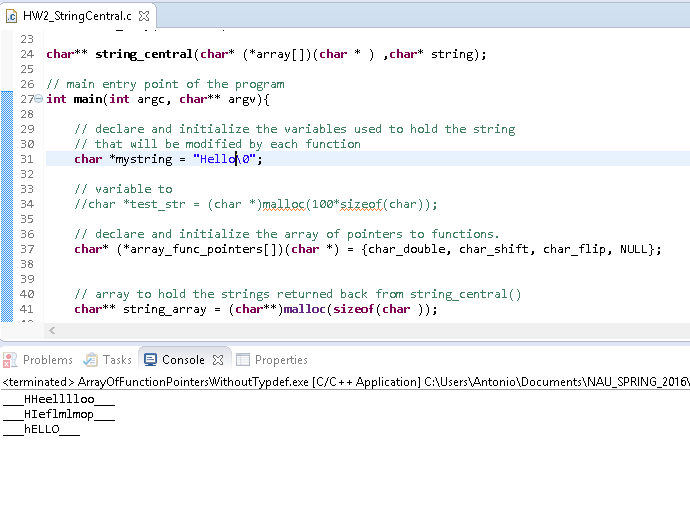 HW2_StringCentral.c
23
24 char** string_central(char* (*array[])(char * ) ,char* string);
25
26 // main entry point of the program
27 int main(int argc, char** argv){
28
29 // declare and initialize the variables used to hold the string
30 // that will be modified by each function
31 char *mystring = "Hello\0";
32
33 // variable to
34 //char *test_str = (char *)malloc(100*sizeof(char));
35
36 // declare and initialize the array of pointers to functions.
37 char* (*array_func_pointers[])(char *) = {char_double, char_shift, char_flip, NULL};
38
39
40 // array to hold the strings returned back from string_central()
41 char** string_array = (char**)malloc(sizeof(char ));
Problems Tasks Console Properties
<terminated> ArrayOfFunctionPointersWithoutTypdef.exe [C/C++ Application] C:\Users\Antonio\Documents\NAU_SPRING_2016\
___HHeelllloo___
___HIeflmlmop___
___hELLO___